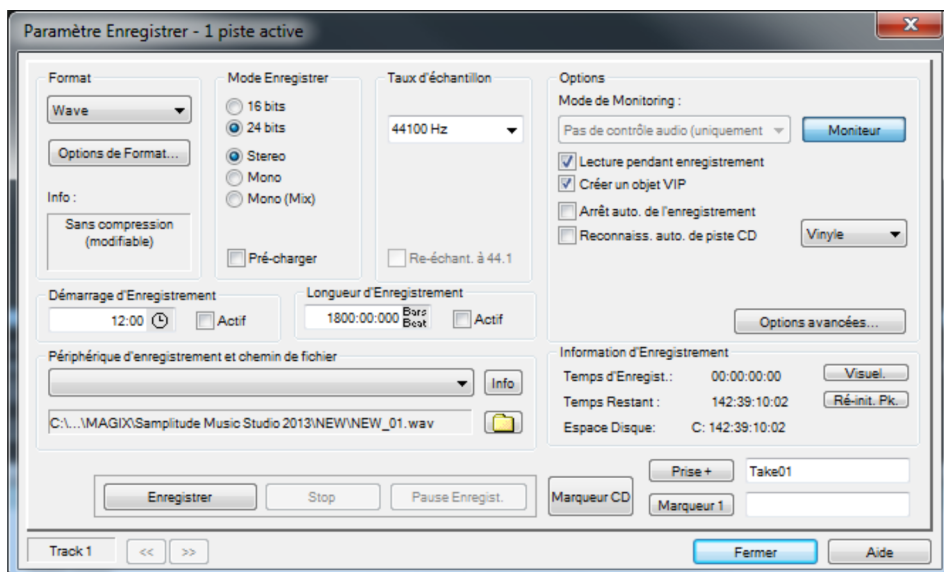 Paramètre Enregistrer - 1 piste active
Format
Wave
Options de Format...
Info :
Sans compression
(modifiable)
Mode Enregistrer
16 bits
24 bits
Stereo
Mono
Mono (Mix)
Pré-charger
Taux d'échantillon
44100 Hz
Re-échant. à 44.1
Options
Mode de Monitoring :
Pas de contrôle audio (uniquement
Moniteur
Lecture pendant enregistrement
Créer un objet VIP
Arrêt auto. de l'enregistrement
Reconnaiss. auto. de piste CD
Vinyle
Options avancées...
Démarrage d'Enregistrement
12:00
Actif
Longueur d'Enregistrement
1800:00:000 Bars Beat
Actif
Périphérique d'enregistrement et chemin de fichier
Info
C:\...\MAGIX\Samplitude Music Studio 2013\NEW\NEW_01.wav
Information d'Enregistrement
Temps d'Enregist.: 00:00:00:00
Visuel.
Temps Restant : 142:39:10:02
Ré-init. Pk.
Espace Disque: C: 142:39:10:02
Enregistrer
Stop
Pause Enregist.
Marqueur CD
Prise +
Take01
Marqueur 1
Track 1
<<
>>
Fermer
Aide